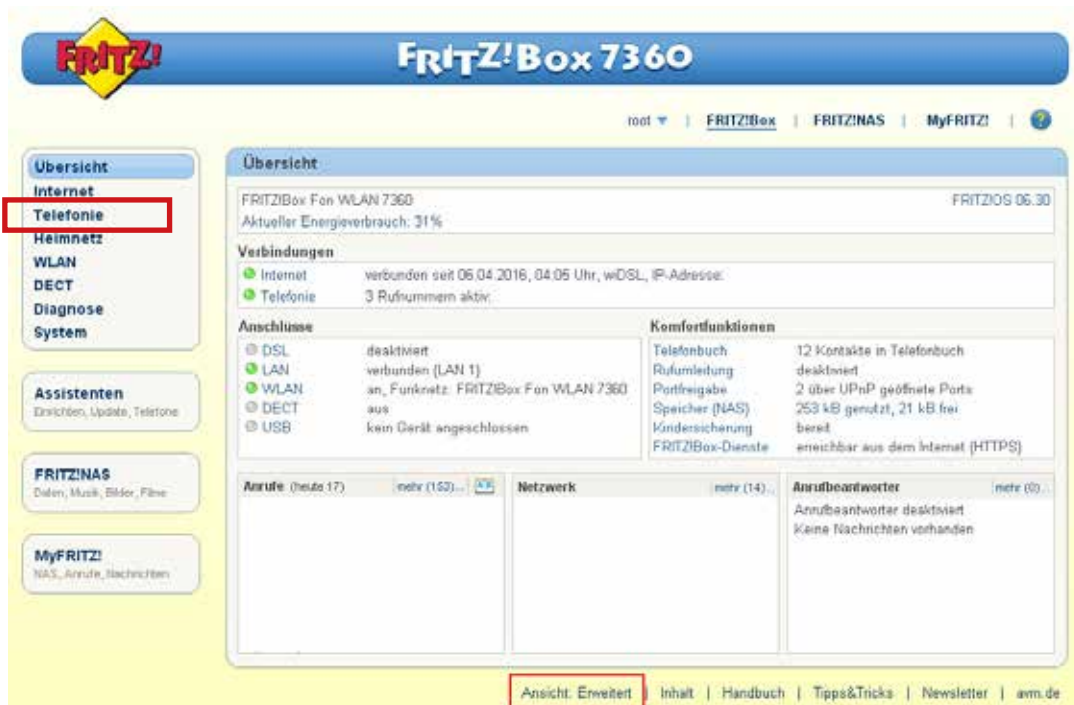 FRITZ!
FRITZ!Box 7360
root | FRITZ!Box | FRITZ!NAS | MyFRITZ! | ?
Übersicht
Internet
Telefonie
Heimnetz
WLAN
DECT
Diagnose
System
Assistenten
Einrichten, Update, Telefone
FRITZ!NAS
Daten, Musik, Bilder, Filme
MyFRITZ!
NAS, Anrufe, Nachrichten
Übersicht
FRITZ!Box Fon WLAN 7360 FRITZ!OS 06.30
Aktueller Energieverbrauch: 31%
Verbindungen
Internet verbunden seit 06.04.2016, 04:05 Uhr, wiDSL, IP-Adresse:
Telefonie 3 Rufnummern aktiv:
Anschlüsse
DSL deaktiviert
LAN verbunden (LAN 1)
WLAN an, Funknetz: FRITZ!Box Fon WLAN 7360
DECT aus
USB kein Gerät angeschlossen
Komfortfunktionen
Telefonbuch 12 Kontakte in Telefonbuch
Rufumleitung deaktiviert
Portfreigabe 2 über UPnP geöffnete Ports
Speicher (NAS) 253 kB genutzt, 21 kB frei
Kindersicherung bereit
FRITZ!Box-Dienste erreichbar aus dem Internet (HTTPS)
Anrufe (heute 17) mehr (153)...
Netzwerk mehr (14)...
Anrufbeantworter mehr (0)...
Anrufbeantworter deaktiviert
Keine Nachrichten vorhanden
Ansicht: Erweitert | Inhalt | Handbuch | Tipps&Tricks | Newsletter | avm.de